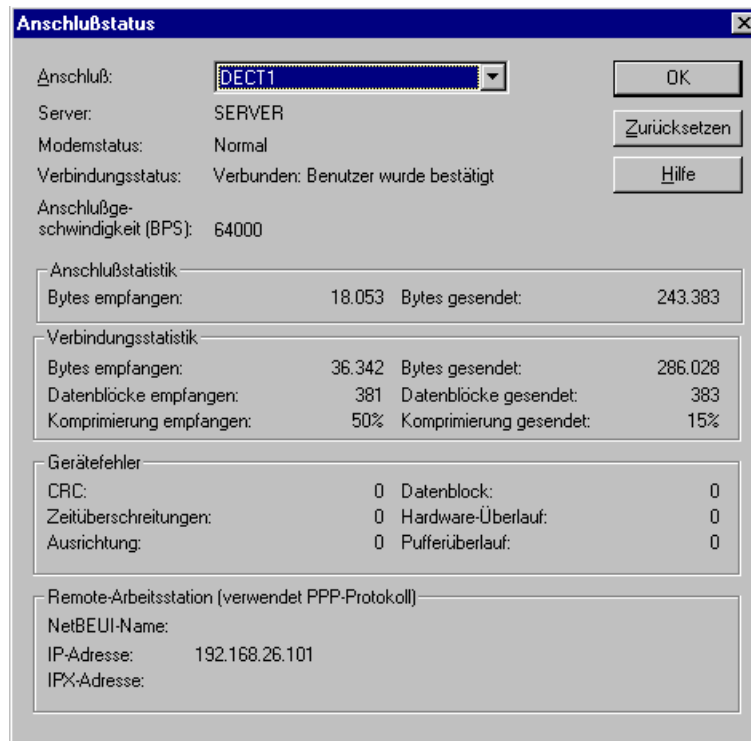 Anschlußstatus
Anschluß: DECT1
OK
Server: SERVER
Zurücksetzen
Modemstatus: Normal
Verbindungsstatus: Verbunden: Benutzer wurde bestätigt
Hilfe
Anschlußge-
schwindigkeit (BPS): 64000
Anschlußstatistik
Bytes empfangen: 18.053 Bytes gesendet: 243.383
Verbindungsstatistik
Bytes empfangen: 36.342 Bytes gesendet: 286.028
Datenblöcke empfangen: 381 Datenblöcke gesendet: 383
Komprimierung empfangen: 50% Komprimierung gesendet: 15%
Gerätefehler
CRC: 0 Datenblock: 0
Zeitüberschreitungen: 0 Hardware-Überlauf: 0
Ausrichtung: 0 Pufferüberlauf: 0
Remote-Arbeitsstation (verwendet PPP-Protokoll)
NetBEUI-Name:
IP-Adresse: 192.168.26.101
IPX-Adresse: